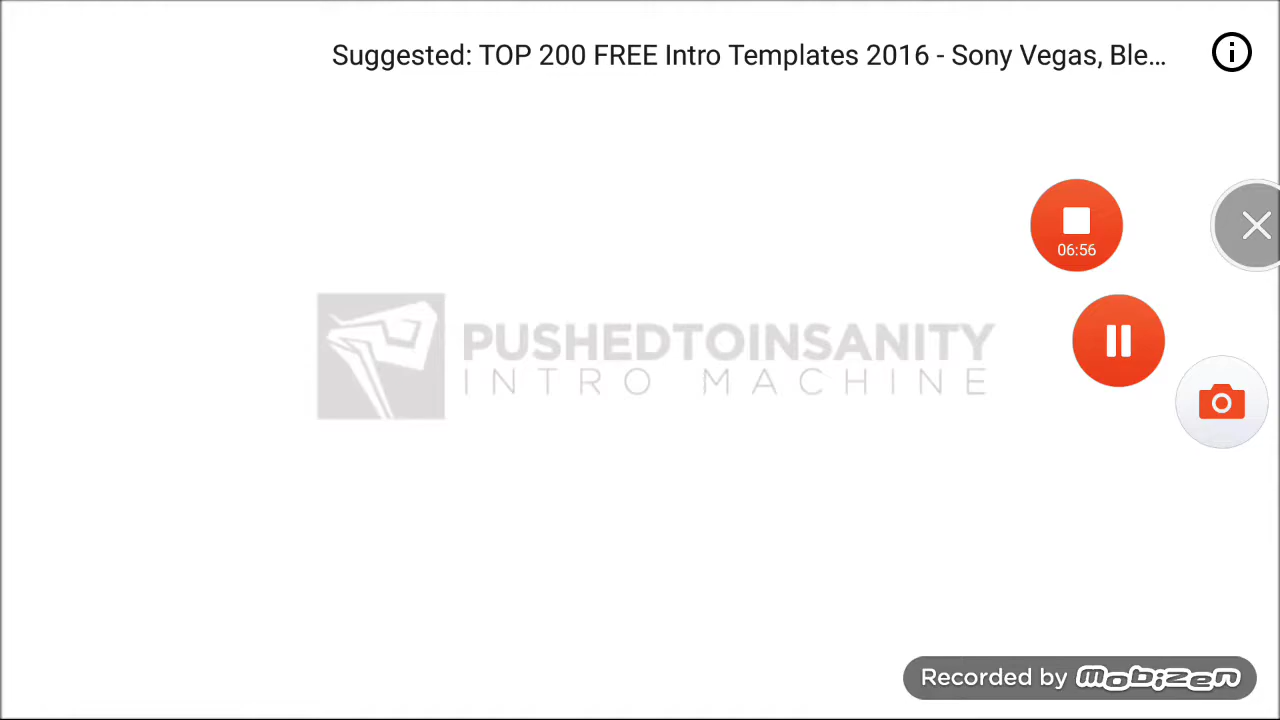 Suggested: TOP 200 FREE Intro Templates 2016 - Sony Vegas, Ble...
06:56
PUSHEDTOINSANITY
INTRO MACHINE
Recorded by mobizen